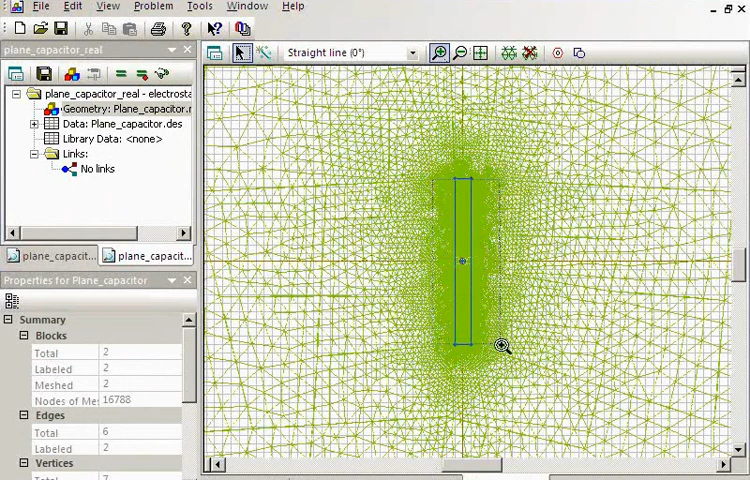 File Edit View Problem Tools Window Help
Straight line (0°)
plane_capacitor_real
plane_capacitor_real - electrosta
Geometry: Plane_capacitor.r
Data: Plane_capacitor.des
Library Data: <none>
Links:
No links
plane_capacit...
plane_capacit...
Properties for Plane_capacitor
Summary
Blocks
Total 2
Labeled 2
Meshed 2
Nodes of Mes 16788
Edges
Total 6
Labeled 2
Vertices
Total 7